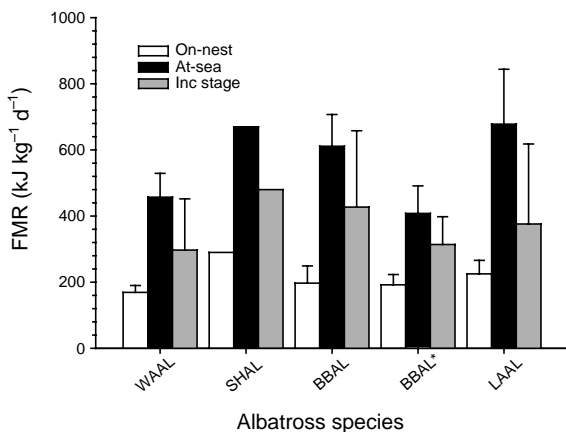 1000
800
600
400
200
0
FMR (kJ kg⁻¹ d⁻¹)
On-nest
At-sea
Inc stage
WAAL
SHAL
BBAL
BBAL*
LAAL
Albatross species